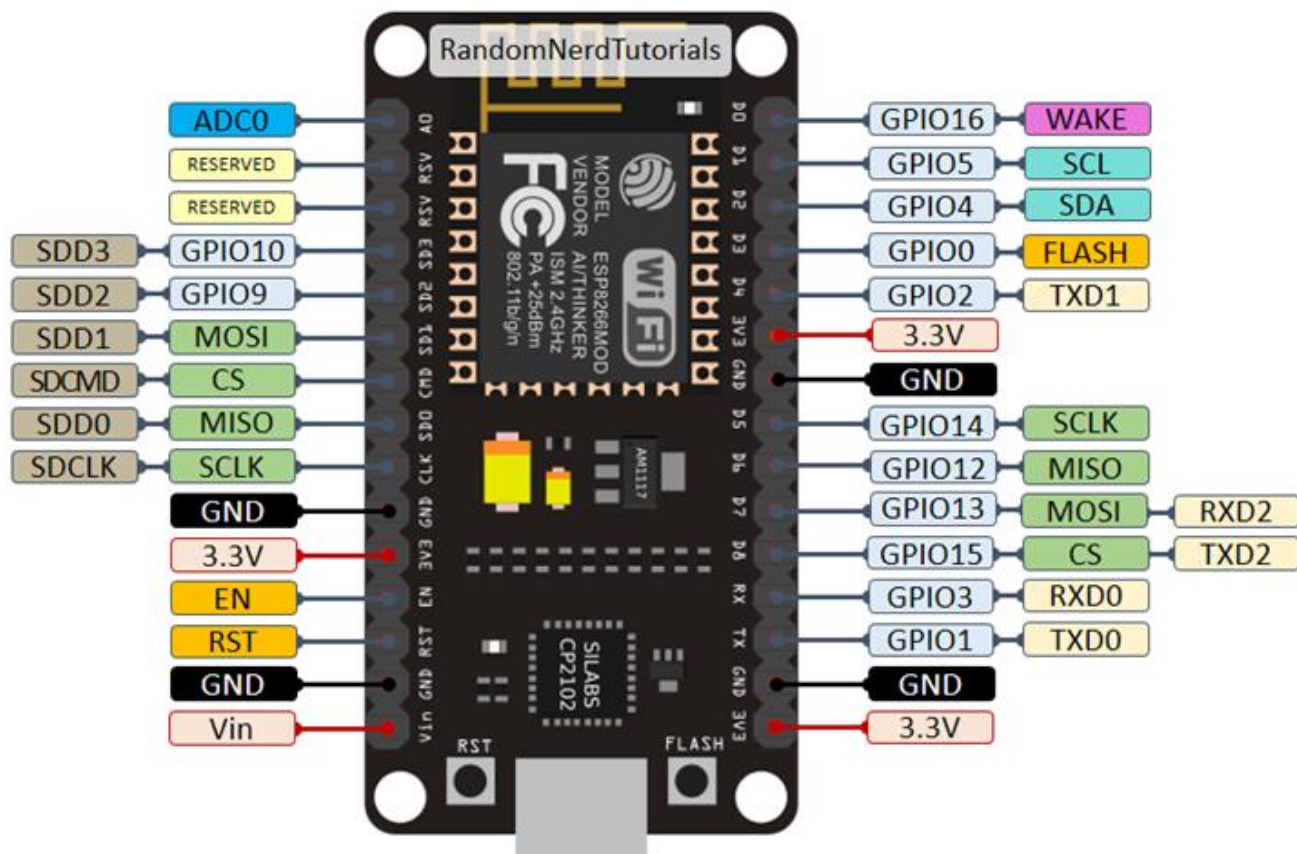 RandomNerdTutorials
ADC0
RESERVED
RESERVED
SDD3 GPIO10
SDD2 GPIO9
SDD1 MOSI
SDCMD CS
SDD0 MISO
SDCLK SCLK
GND
3.3V
EN
RST
GND
Vin
A0
RSV
RSV
SD3
SD2
SD1
CMD
SD0
CLK
GND
3V3
EN
RST
GND
Vin
FC
MODEL
VENDOR
ESP8266MOD
AI/THINKER
ISM 2.4GHz
PA +25dBm
802.11b/g/n
WiFi
AM1117
SILABS
CP2102
RST
FLASH
D0
D1
D2
D3
D4
3V3
GND
D5
D6
D7
D8
RX
TX
GND
3V3
GPIO16 WAKE
GPIO5 SCL
GPIO4 SDA
GPIO0 FLASH
GPIO2 TXD1
3.3V
GND
GPIO14 SCLK
GPIO12 MISO
GPIO13 MOSI RXD2
GPIO15 CS TXD2
GPIO3 RXD0
GPIO1 TXD0
GND
3.3V